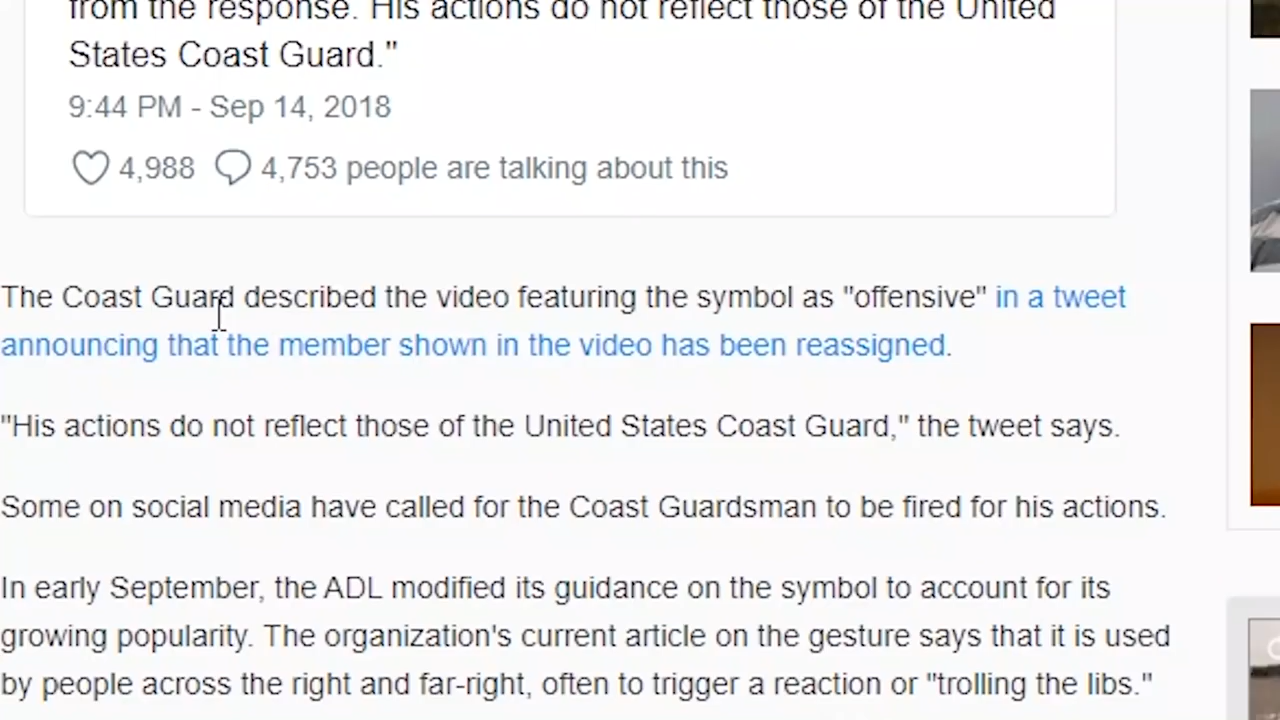 from the response. His actions do not reflect those of the United
States Coast Guard."
9:44 PM - Sep 14, 2018
4,988 4,753 people are talking about this
The Coast Guard described the video featuring the symbol as "offensive" in a tweet
announcing that the member shown in the video has been reassigned.
"His actions do not reflect those of the United States Coast Guard," the tweet says.
Some on social media have called for the Coast Guardsman to be fired for his actions.
In early September, the ADL modified its guidance on the symbol to account for its
growing popularity. The organization's current article on the gesture says that it is used
by people across the right and far-right, often to trigger a reaction or "trolling the libs."